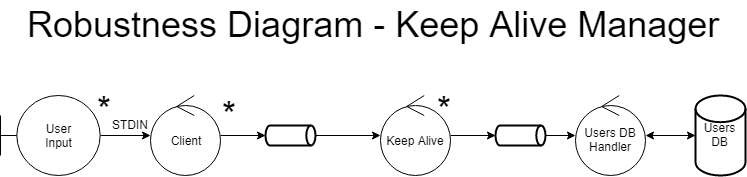 Robustness Diagram - Keep Alive Manager
*
*
*
User
Input
STDIN
Client
Keep Alive
Users DB
Handler
Users
DB